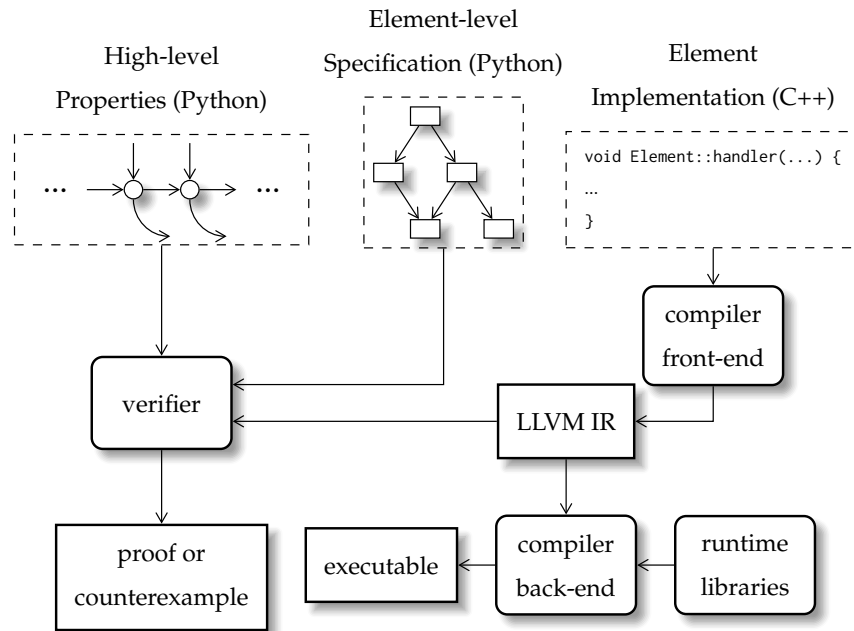 High-level
Properties (Python)
Element-level
Specification (Python)
Element
Implementation (C++)
... ...
void Element::handler(...) {
...
}
compiler
front-end
verifier
LLVM IR
proof or
counterexample
executable
compiler
back-end
runtime
libraries